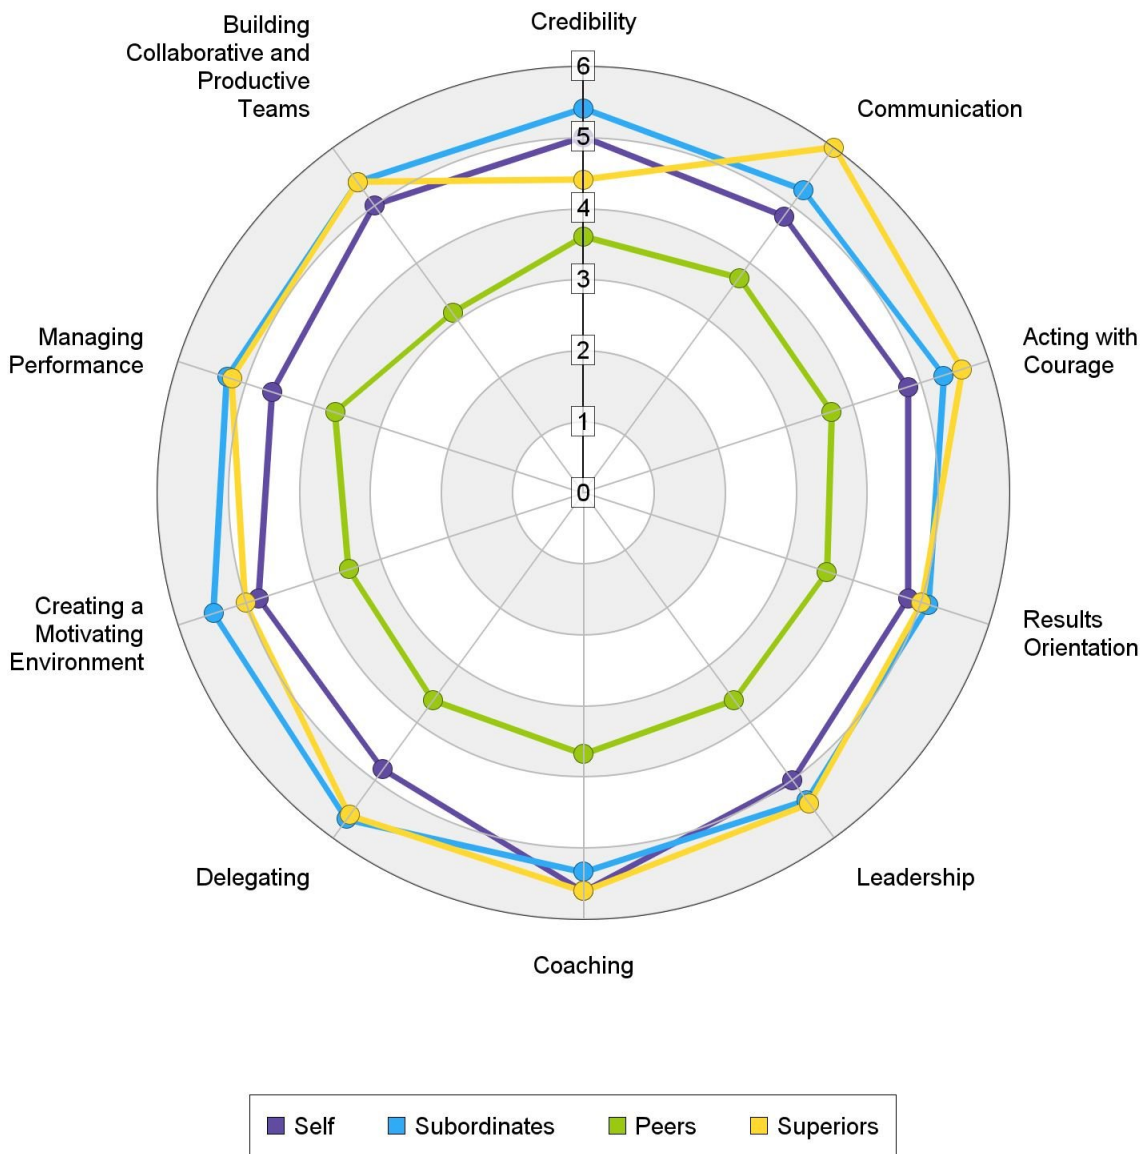 Building
Collaborative and
Productive
Teams
Credibility
Communication
6
5
4
3
2
1
0
Managing
Performance
Acting with
Courage
Creating a
Motivating
Environment
Results
Orientation
Delegating
Leadership
Coaching
Self Subordinates Peers Superiors